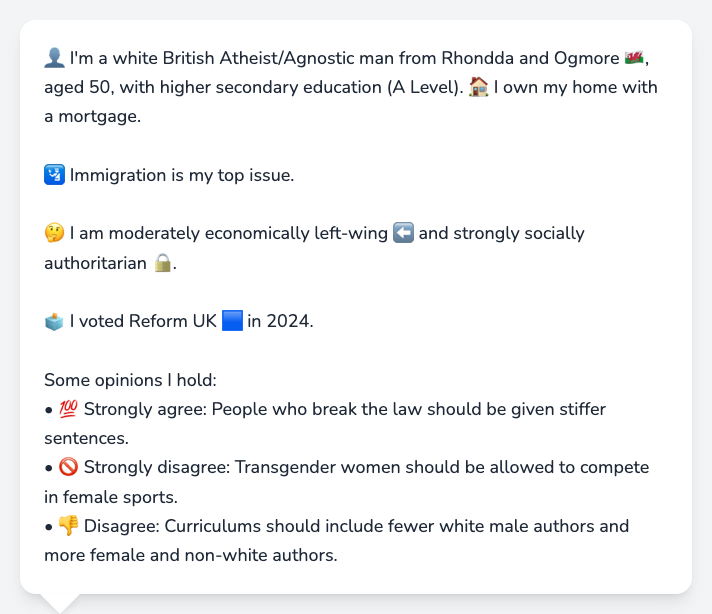 👤 I'm a white British Atheist/Agnostic man from Rhondda and Ogmore 🏴󠁧󠁢󠁷󠁬󠁳󠁿,
aged 50, with higher secondary education (A Level). 🏠 I own my home with
a mortgage.
🛂 Immigration is my top issue.
🤔 I am moderately economically left-wing ⬅️ and strongly socially
authoritarian 🔒.
🗳️ I voted Reform UK 🟦 in 2024.
Some opinions I hold:
• 💯 Strongly agree: People who break the law should be given stiffer
sentences.
• 🚫 Strongly disagree: Transgender women should be allowed to compete
in female sports.
• 👎 Disagree: Curriculums should include fewer white male authors and
more female and non-white authors.